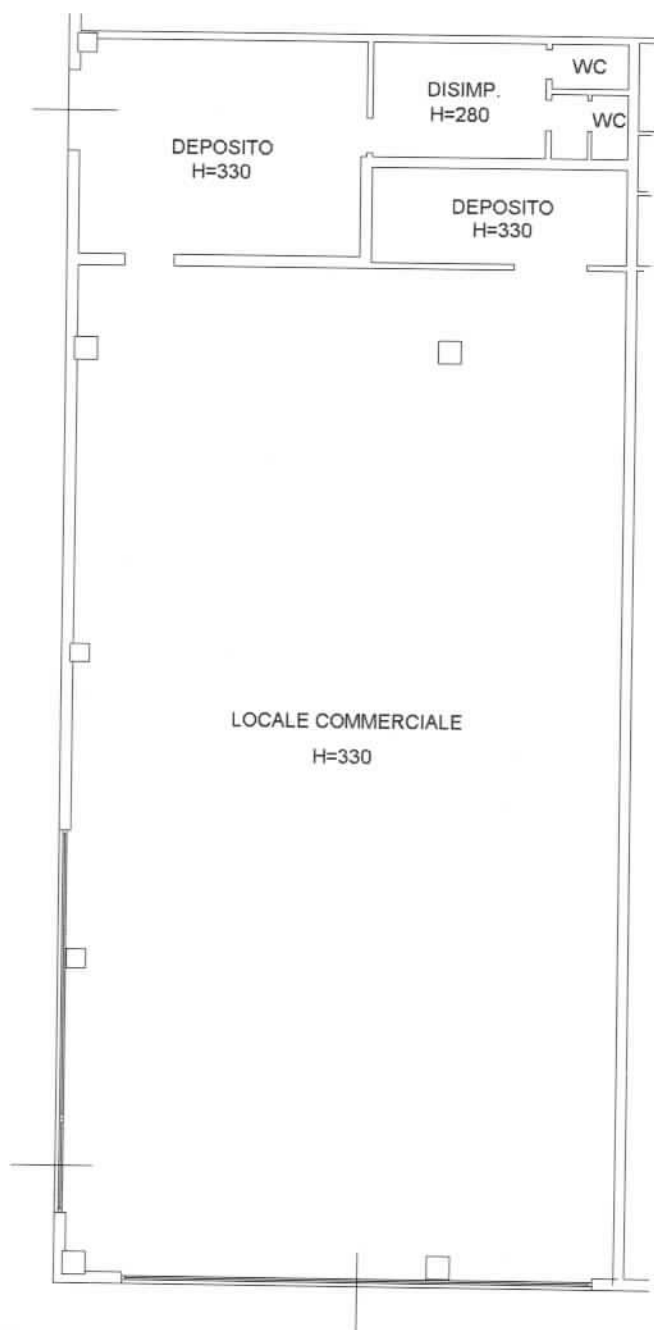 WC
DISIMP.
H=280
WC
DEPOSITO
H=330
DEPOSITO
H=330
LOCALE COMMERCIALE
H=330